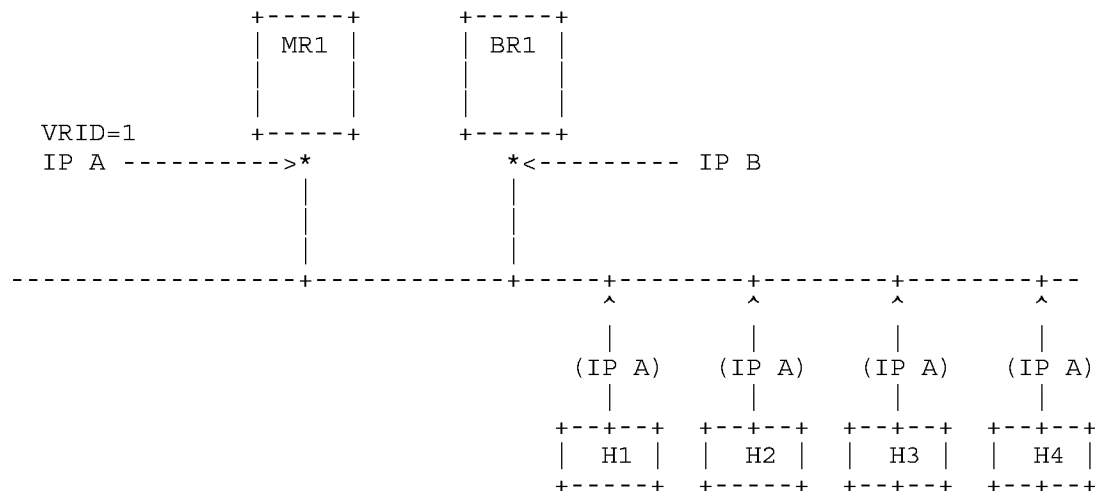 MR1 BR1
VRID=1
IP A IP B
(IP A) (IP A) (IP A) (IP A)
H1 H2 H3 H4